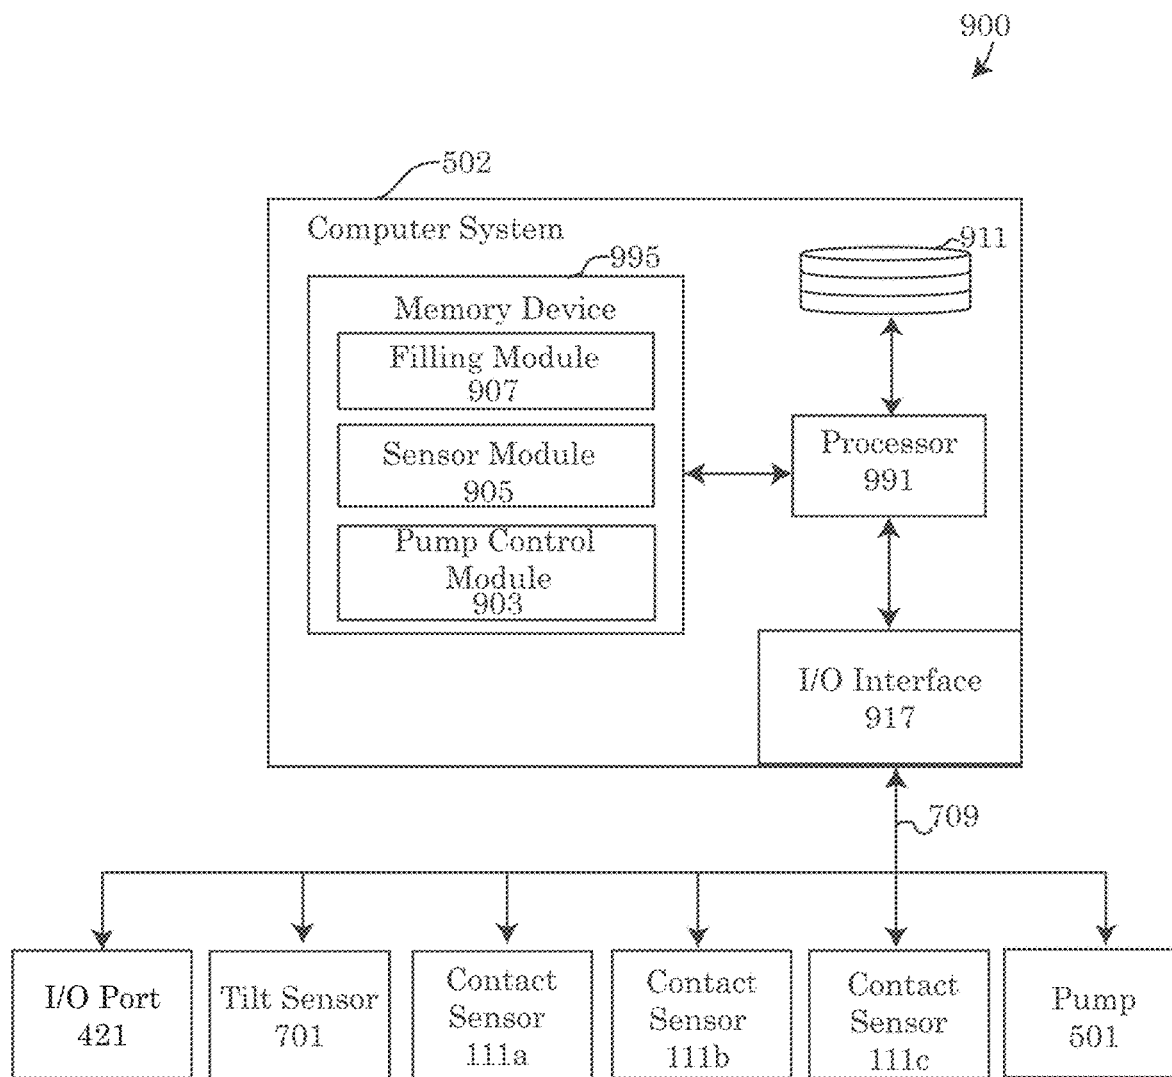 900
502
Computer System
911
995
Memory Device
Filling Module
907
Sensor Module
905
Pump Control
Module
903
Processor
991
I/O Interface
917
709
I/O Port
421
Tilt Sensor
701
Contact
Sensor
111a
Contact
Sensor
111b
Contact
Sensor
111c
Pump
501